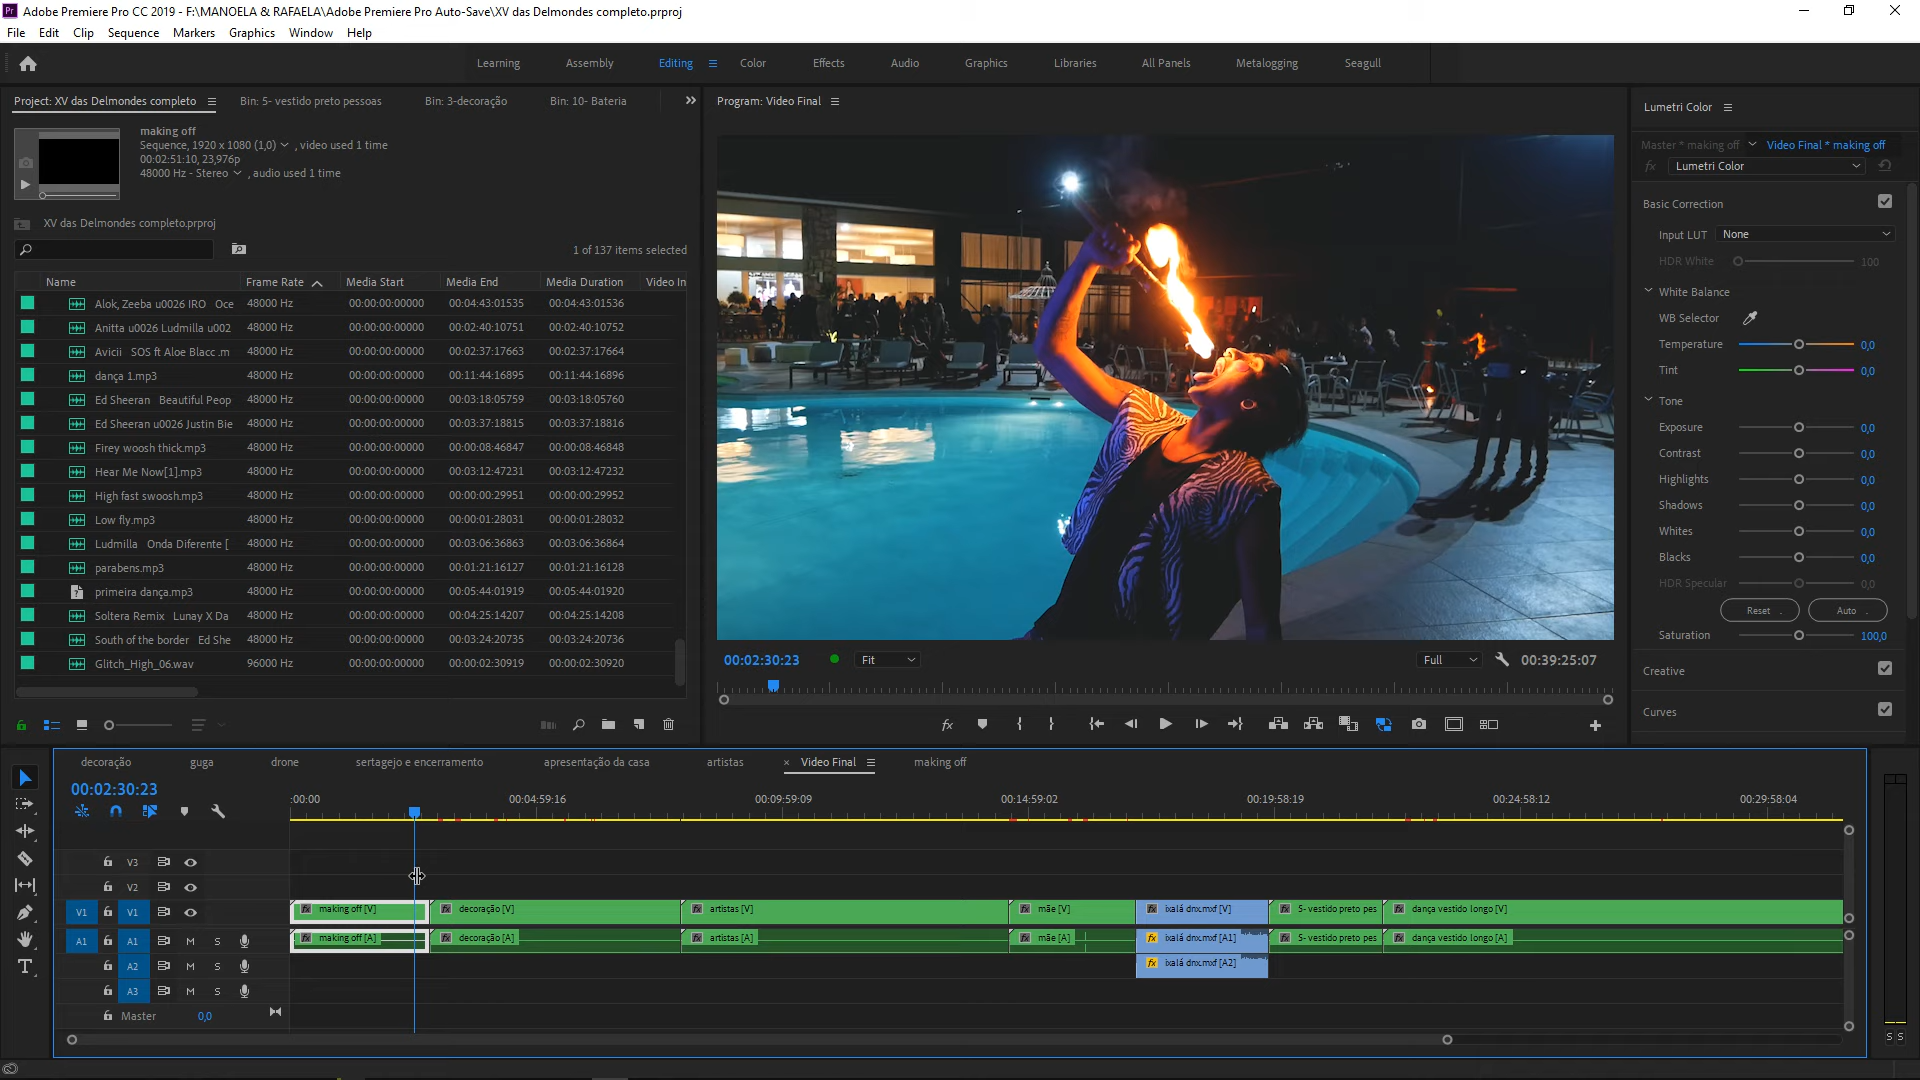 Adobe Premiere Pro CC 2019 - F:\MANOELA & RAFAELA\Adobe Premiere Pro Auto-Save\XV das Delmondes completo.prproj
File Edit Clip Sequence Markers Graphics Window Help
Learning Assembly Editing Color Effects Audio Graphics Libraries All Panels Metalogging Seagull
Project: XV das Delmondes completo Bin: 5- vestido preto pessoas Bin: 3-decoração Bin: 10- Bateria
making off
Sequence, 1920 x 1080 (1,0) , video used 1 time
00:02:51:10, 23,976p
48000 Hz - Stereo , audio used 1 time
XV das Delmondes completo.prproj
1 of 137 items selected
Name Frame Rate Media Start Media End Media Duration Video In
Alok, Zeeba u0026 IRO Oce 48000 Hz 00:00:00:00000 00:04:43:01535 00:04:43:01536
Anitta u0026 Ludmilla u002 48000 Hz 00:00:00:00000 00:02:40:10751 00:02:40:10752
Avicii SOS ft Aloe Blacc .m 48000 Hz 00:00:00:00000 00:02:37:17663 00:02:37:17664
dança 1.mp3 48000 Hz 00:00:00:00000 00:11:44:16895 00:11:44:16896
Ed Sheeran Beautiful Peop 48000 Hz 00:00:00:00000 00:03:18:05759 00:03:18:05760
Ed Sheeran u0026 Justin Bie 48000 Hz 00:00:00:00000 00:03:37:18815 00:03:37:18816
Firey woosh thick.mp3 48000 Hz 00:00:00:00000 00:00:08:46847 00:00:08:46848
Hear Me Now[1].mp3 48000 Hz 00:00:00:00000 00:03:12:47231 00:03:12:47232
High fast swoosh.mp3 48000 Hz 00:00:00:00000 00:00:00:29951 00:00:00:29952
Low fly.mp3 48000 Hz 00:00:00:00000 00:00:01:28031 00:00:01:28032
Ludmilla Onda Diferente [ 48000 Hz 00:00:00:00000 00:03:06:36863 00:03:06:36864
parabens.mp3 48000 Hz 00:00:00:00000 00:01:21:16127 00:01:21:16128
primeira dança.mp3 48000 Hz 00:00:00:00000 00:05:44:01919 00:05:44:01920
Soltera Remix Lunay X Da 48000 Hz 00:00:00:00000 00:04:25:14207 00:04:25:14208
South of the border Ed She 48000 Hz 00:00:00:00000 00:03:24:20735 00:03:24:20736
Glitch_High_06.wav 96000 Hz 00:00:00:00000 00:00:02:30919 00:00:02:30920
Program: Video Final
00:02:30:23 Fit Full 00:39:25:07
Lumetri Color
Master * making off Video Final * making off
fx Lumetri Color
Basic Correction
Input LUT None
HDR White 100
White Balance
WB Selector
Temperature 0,0
Tint 0,0
Tone
Exposure 0,0
Contrast 0,0
Highlights 0,0
Shadows 0,0
Whites 0,0
Blacks 0,0
HDR Specular 0,0
Reset Auto
Saturation 100,0
Creative
Curves
decoração guga drone sertagejo e encerramento apresentação da casa artistas × Video Final making off
00:02:30:23
:00:00 00:04:59:16 00:09:59:09 00:14:59:02 00:19:58:19 00:24:58:12 00:29:58:04
V3
V2
V1 V1 fx making off [V] fx decoração [V] fx artistas [V] fx mãe [V] fx ixalá dnx.mxf [V] fx 5- vestido preto pes fx dança vestido longo [V]
A1 A1 M S fx making off [A] fx decoração [A] fx artistas [A] fx mãe [A] fx ixalá dnx.mxf [A1] fx 5- vestido preto pes fx dança vestido longo [A]
A2 M S fx ixalá dnx.mxf [A2]
A3 M S
Master 0,0
S S